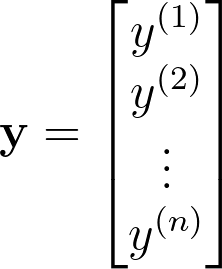 y = [ y^{(1)}
y^{(2)}
⋮
y^{(n)} ]